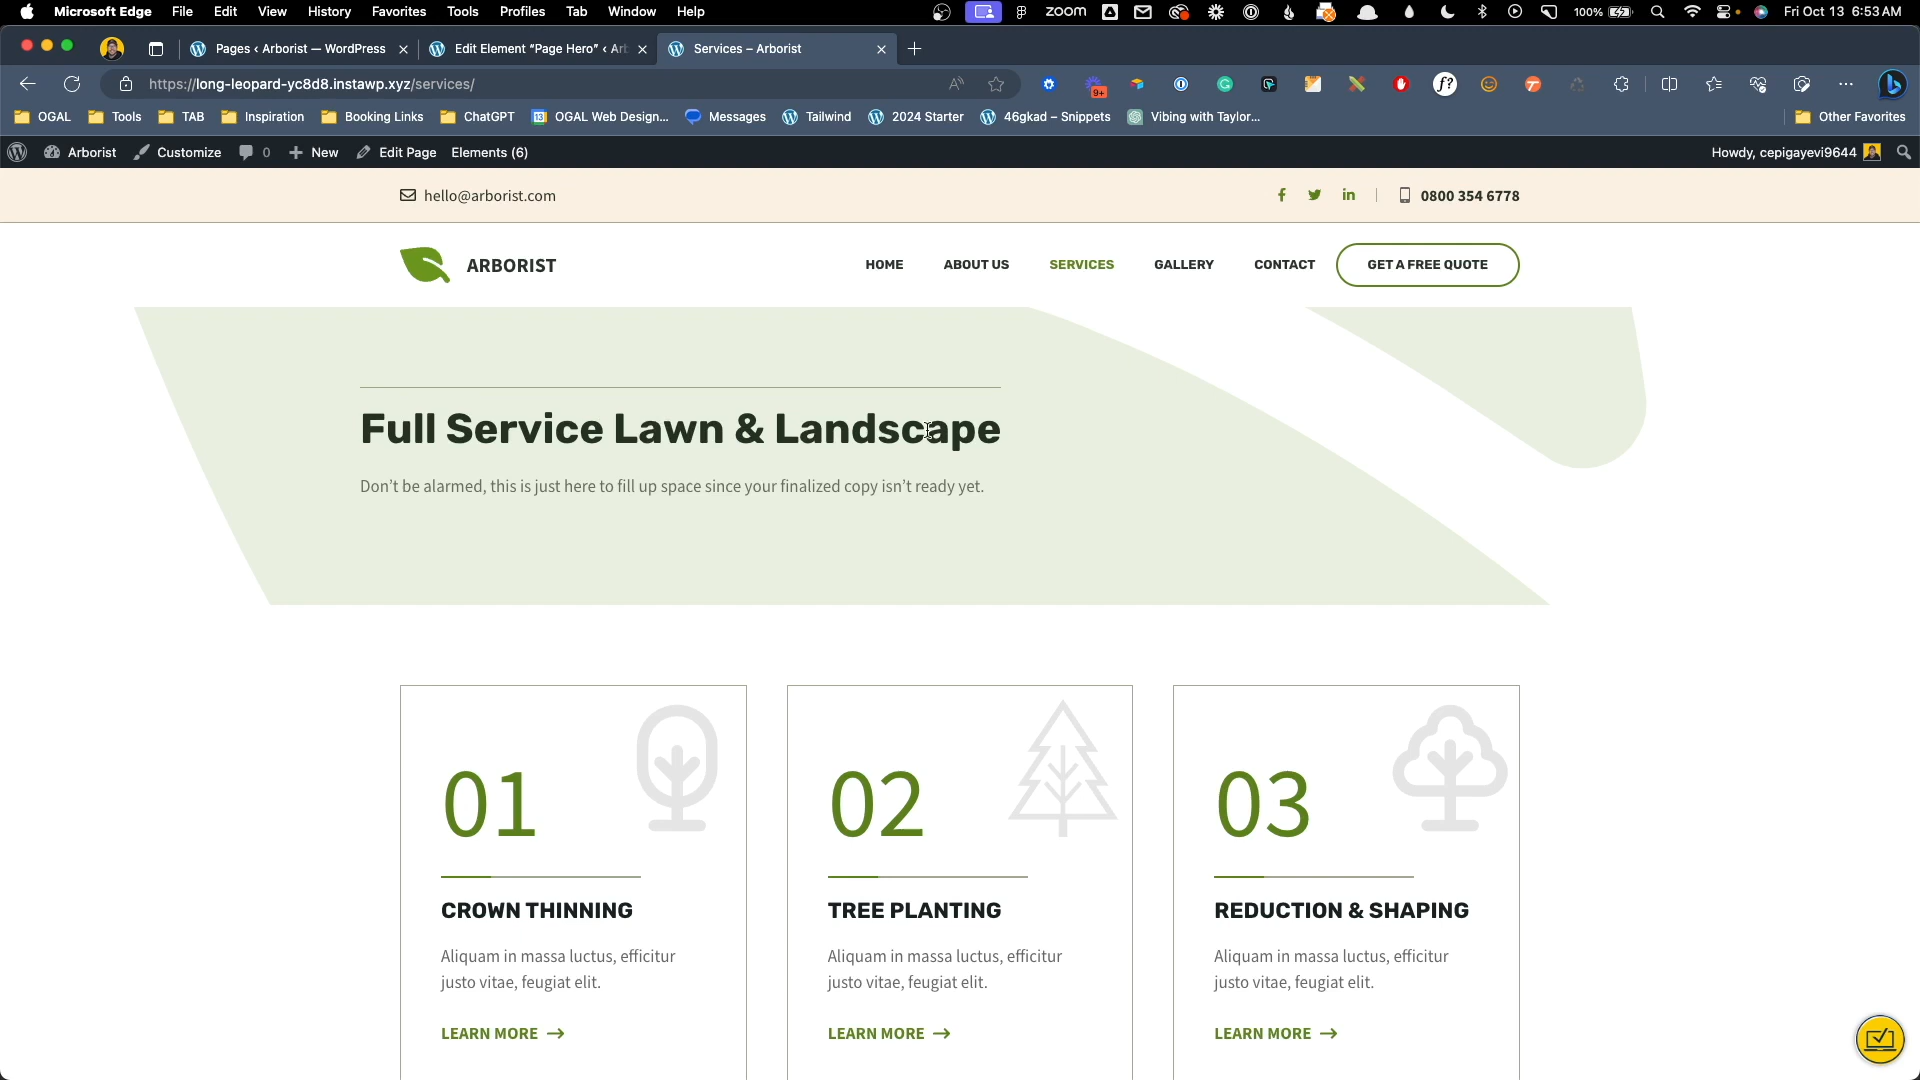 Microsoft Edge File Edit View History Favorites Tools Profiles Tab Window Help zoom 100% Fri Oct 13 6:53 AM
Pages ‹ Arborist — WordPress
Edit Element “Page Hero” ‹ Arb
Services – Arborist
https://long-leopard-yc8d8.instawp.xyz/services/
9+
f?
OGAL Tools TAB Inspiration Booking Links ChatGPT OGAL Web Design... Messages Tailwind 2024 Starter 46gkad – Snippets Vibing with Taylor... Other Favorites
Arborist Customize 0 New Edit Page Elements (6) Howdy, cepigayevi9644
hello@arborist.com 0800 354 6778
ARBORIST HOME ABOUT US SERVICES GALLERY CONTACT GET A FREE QUOTE
Full Service Lawn & Landscape
Don’t be alarmed, this is just here to fill up space since your finalized copy isn’t ready yet.
01
CROWN THINNING
Aliquam in massa luctus, efficitur
justo vitae, feugiat elit.
LEARN MORE
02
TREE PLANTING
Aliquam in massa luctus, efficitur
justo vitae, feugiat elit.
LEARN MORE
03
REDUCTION & SHAPING
Aliquam in massa luctus, efficitur
justo vitae, feugiat elit.
LEARN MORE